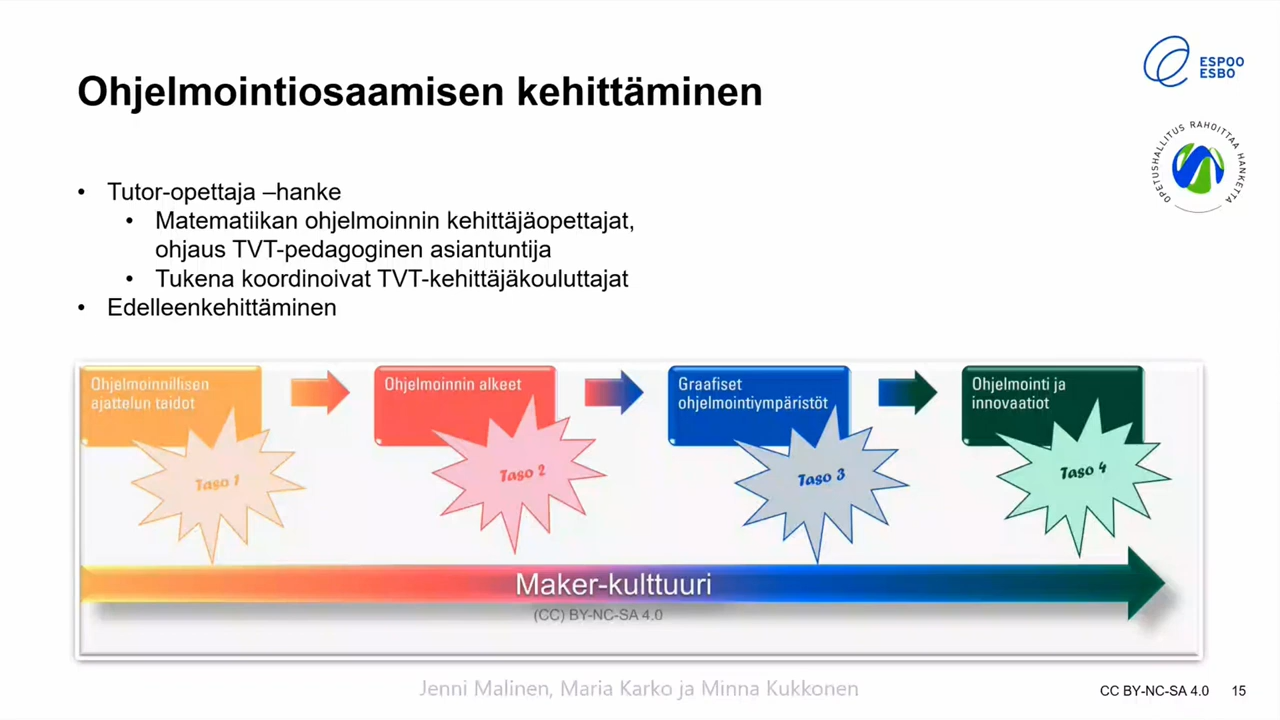 ESPOO
ESBO
Ohjelmointiosaamisen kehittäminen
OPETUSHALLITUS RAHOITTAA HANKETTA
• Tutor-opettaja –hanke
• Matematiikan ohjelmoinnin kehittäjäopettajat,
ohjaus TVT-pedagoginen asiantuntija
• Tukena koordinoivat TVT-kehittäjäkouluttajat
• Edelleenkehittäminen
Ohjelmoinnillisen
ajattelun taidot
Taso 1
Ohjelmoinnin alkeet
Taso 2
Graafiset
ohjelmointiympäristöt
Taso 3
Ohjelmointi ja
innovaatiot
Taso 4
Maker-kulttuuri
(CC) BY-NC-SA 4.0
Jenni Malinen, Maria Karko ja Minna Kukkonen
CC BY-NC-SA 4.0 15